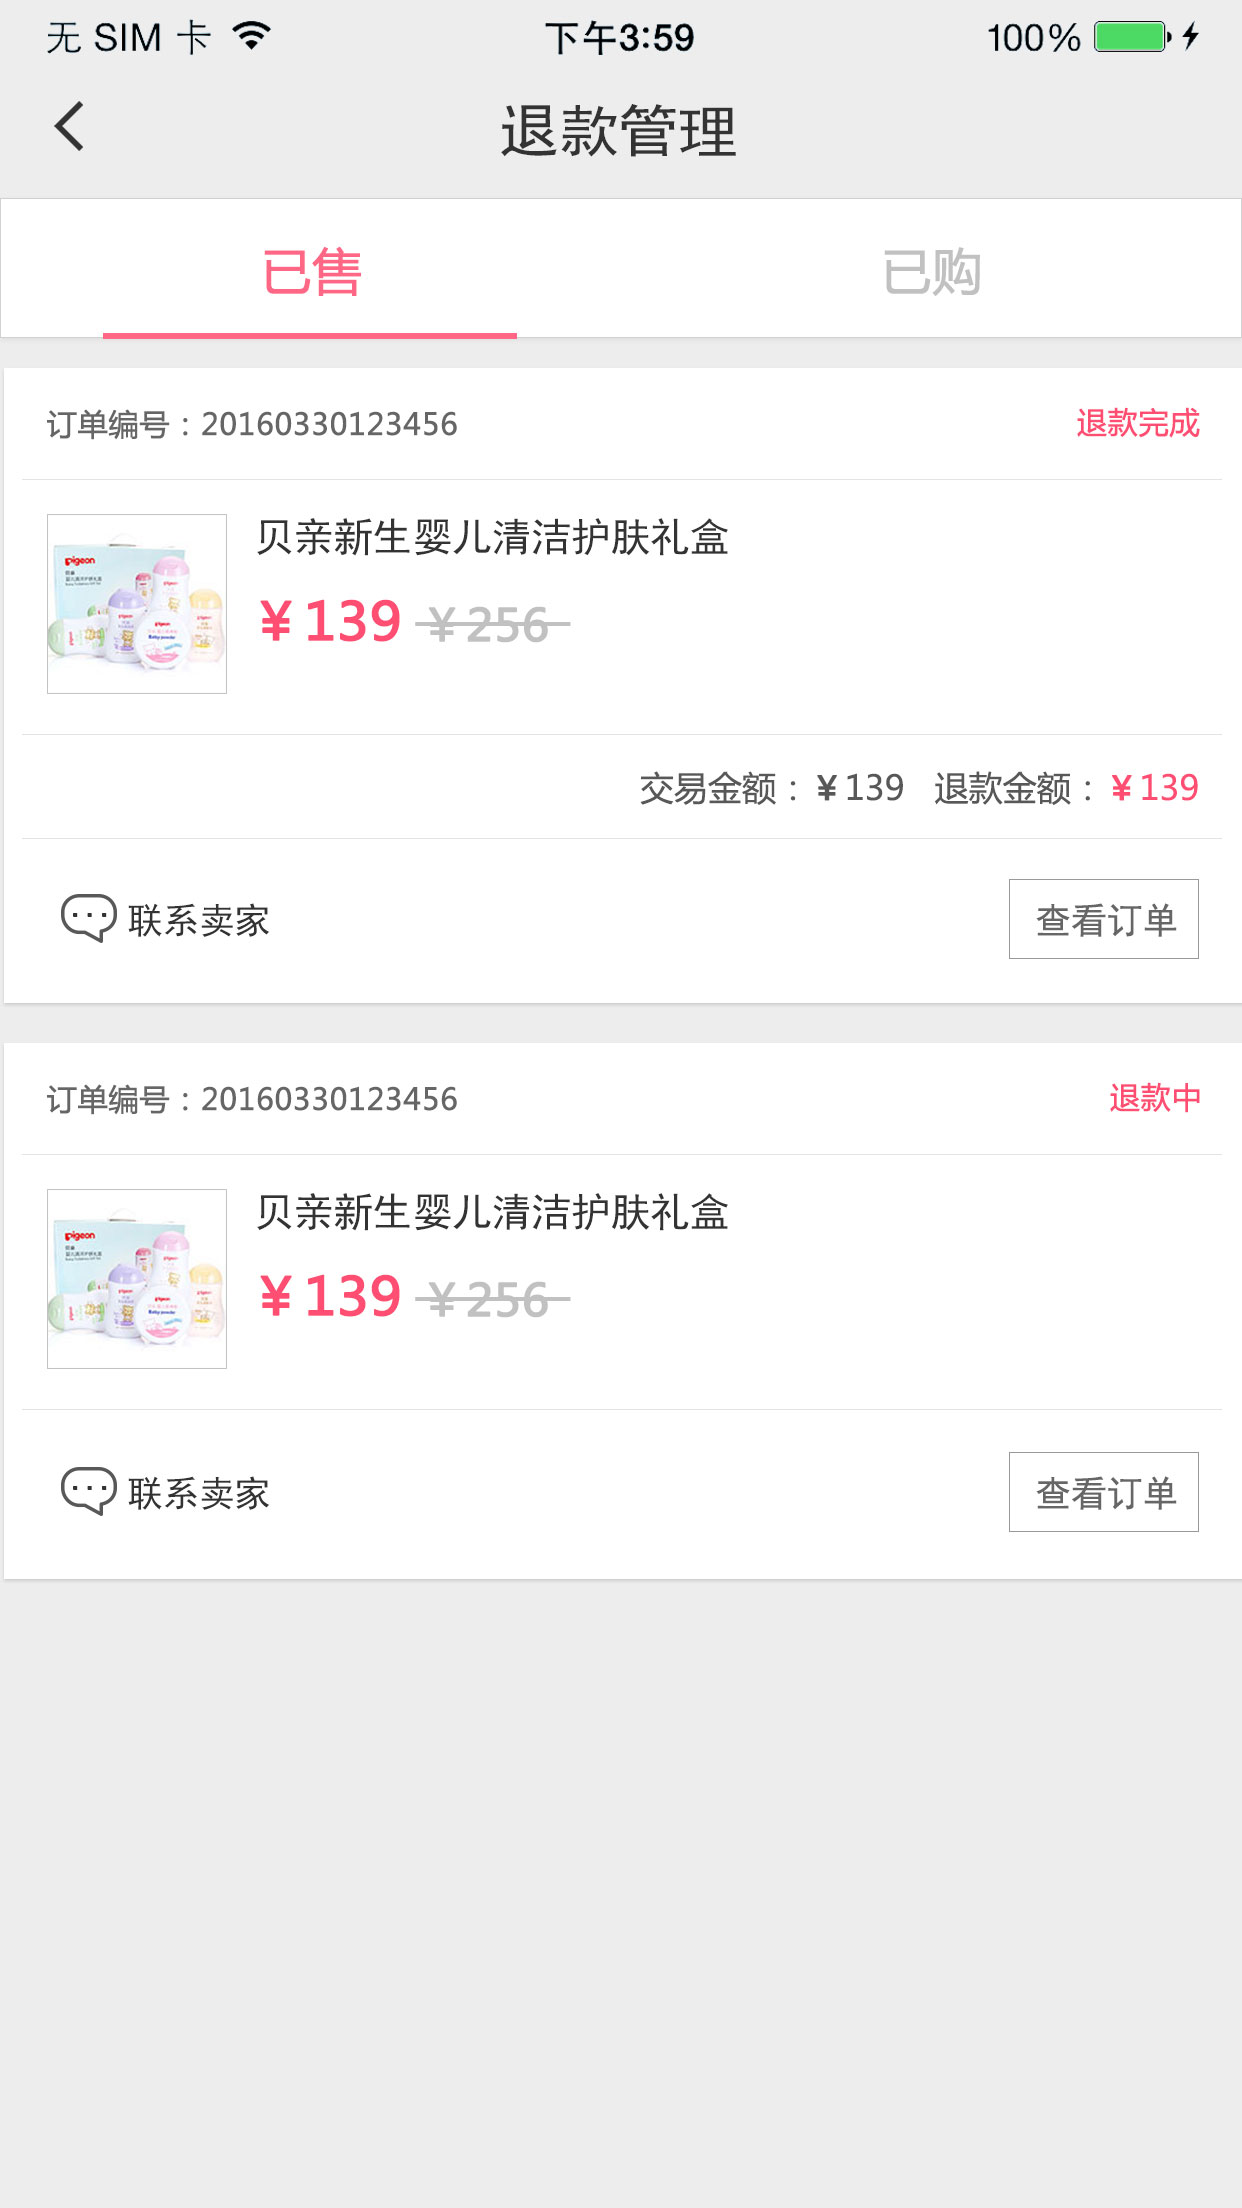 无 SIM 卡 下午3:59 100%
退款管理
已售 已购
订单编号：20160330123456 退款完成
pigeon
贝亲新生婴儿清洁护肤礼盒
¥139 ¥256
交易金额：¥139 退款金额：¥139
联系卖家 查看订单
订单编号：20160330123456 退款中
pigeon
贝亲新生婴儿清洁护肤礼盒
¥139 ¥256
联系卖家 查看订单